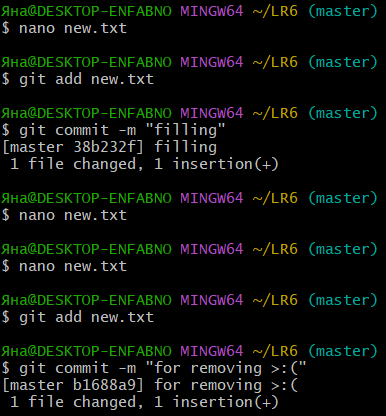 Яна@DESKTOP-ENFABNO MINGW64 ~/LR6 (master)
$ nano new.txt
Яна@DESKTOP-ENFABNO MINGW64 ~/LR6 (master)
$ git add new.txt
Яна@DESKTOP-ENFABNO MINGW64 ~/LR6 (master)
$ git commit -m "filling"
[master 38b232f] filling
 1 file changed, 1 insertion(+)
Яна@DESKTOP-ENFABNO MINGW64 ~/LR6 (master)
$ nano new.txt
Яна@DESKTOP-ENFABNO MINGW64 ~/LR6 (master)
$ nano new.txt
Яна@DESKTOP-ENFABNO MINGW64 ~/LR6 (master)
$ git add new.txt
Яна@DESKTOP-ENFABNO MINGW64 ~/LR6 (master)
$ git commit -m "for removing >:("
[master b1688a9] for removing >:(
 1 file changed, 1 insertion(+)